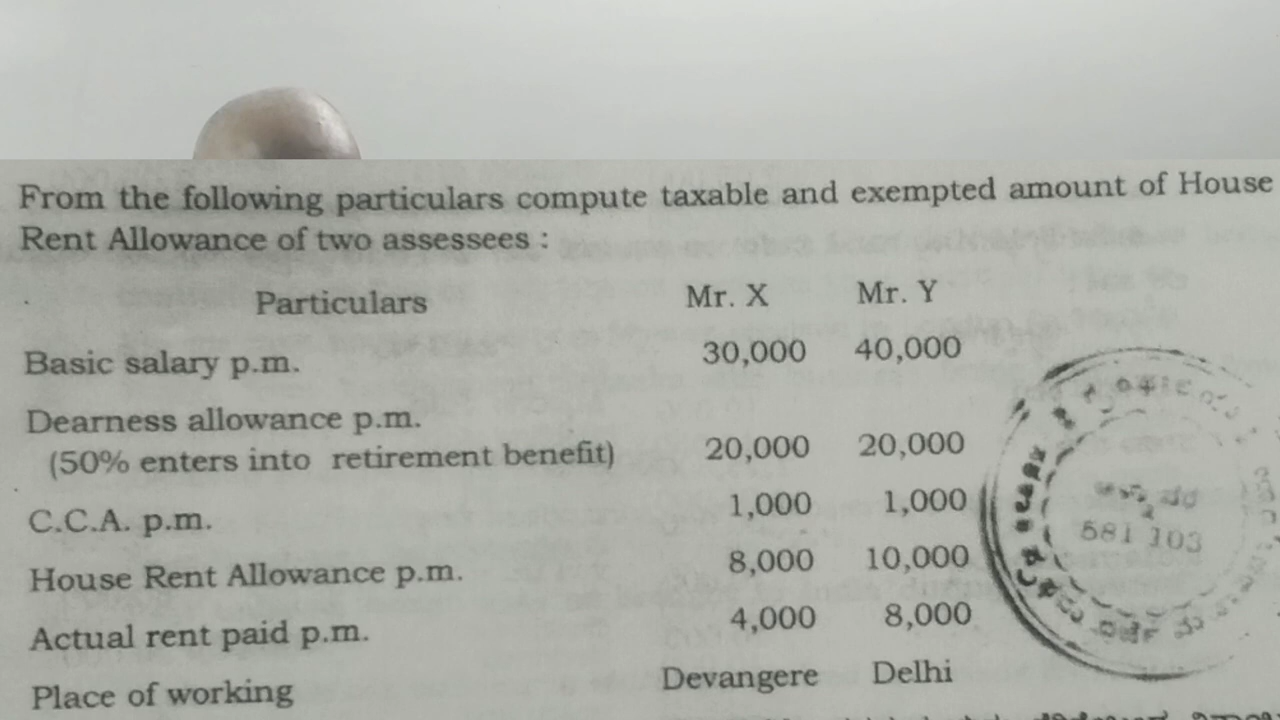 From the following particulars compute taxable and exempted amount of House
Rent Allowance of two assessees :
Particulars Mr. X Mr. Y
Basic salary p.m. 30,000 40,000
Dearness allowance p.m.
(50% enters into retirement benefit) 20,000 20,000
C.C.A. p.m. 1,000 1,000
House Rent Allowance p.m. 8,000 10,000
Actual rent paid p.m. 4,000 8,000
Place of working Devangere Delhi
581 103